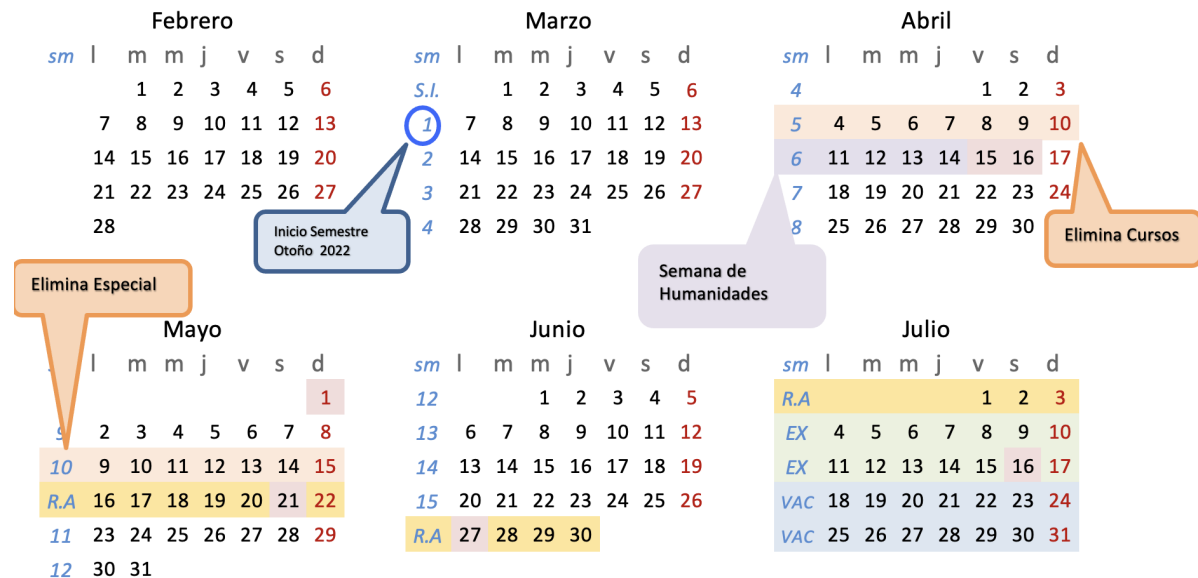 Febrero
sm l m m j v s d
1 2 3 4 5 6
7 8 9 10 11 12 13
14 15 16 17 18 19 20
21 22 23 24 25 26 27
28
Marzo
sm l m m j v s d
S.I. 1 2 3 4 5 6
1 7 8 9 10 11 12 13
2 14 15 16 17 18 19 20
3 21 22 23 24 25 26 27
4 28 29 30 31
Inicio Semestre
Otoño 2022
Abril
sm l m m j v s d
4 1 2 3
5 4 5 6 7 8 9 10
6 11 12 13 14 15 16 17
7 18 19 20 21 22 23 24
8 25 26 27 28 29 30
Elimina Cursos
Semana de
Humanidades
Elimina Especial
Mayo
l m m j v s d
1
9 2 3 4 5 6 7 8
10 9 10 11 12 13 14 15
R.A 16 17 18 19 20 21 22
11 23 24 25 26 27 28 29
12 30 31
Junio
sm l m m j v s d
12 1 2 3 4 5
13 6 7 8 9 10 11 12
14 13 14 15 16 17 18 19
15 20 21 22 23 24 25 26
R.A 27 28 29 30
Julio
sm l m m j v s d
R.A 1 2 3
EX 4 5 6 7 8 9 10
EX 11 12 13 14 15 16 17
VAC 18 19 20 21 22 23 24
VAC 25 26 27 28 29 30 31